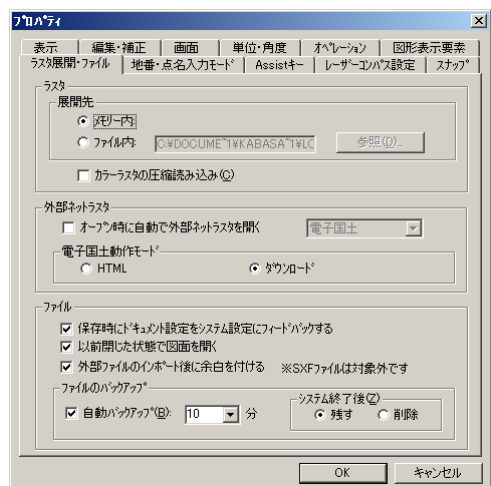 ﾌﾟﾛﾊﾟﾃｨ
表示 編集･補正 画面 単位･角度 ｵﾍﾟﾚｰｼｮﾝ 図形表示要素
ﾗｽﾀ展開･ﾌｧｲﾙ 地番･点名入力ﾓｰﾄﾞ Assistｷｰ ﾚｰｻﾞｰｺﾝﾊﾟｽ設定 ｽﾅｯﾌﾟ
ﾗｽﾀ
展開先
ﾒﾓﾘｰ内:
ﾌｧｲﾙ内: C:¥DOCUME~1¥KABASA~1¥LC 参照(D)...
ｶﾗｰﾗｽﾀの圧縮読み込み(C)
外部ﾈｯﾄﾗｽﾀ
ｵｰﾌﾟﾝ時に自動で外部ﾈｯﾄﾗｽﾀを開く 電子国土
電子国土動作ﾓｰﾄﾞ
HTML ﾀﾞｳﾝﾛｰﾄﾞ
ﾌｧｲﾙ
保存時にﾄﾞｷｭﾒﾝﾄ設定をｼｽﾃﾑ設定にﾌｨｰﾄﾞﾊﾞｯｸする
以前閉じた状態で図面を開く
外部ﾌｧｲﾙのｲﾝﾎﾟｰﾄ後に余白を付ける ※SXFﾌｧｲﾙは対象外です
ﾌｧｲﾙのﾊﾞｯｸｱｯﾌﾟ
自動ﾊﾞｯｸｱｯﾌﾟ(B): 10 分
ｼｽﾃﾑ終了後(Z)
残す 削除
OK ｷｬﾝｾﾙ